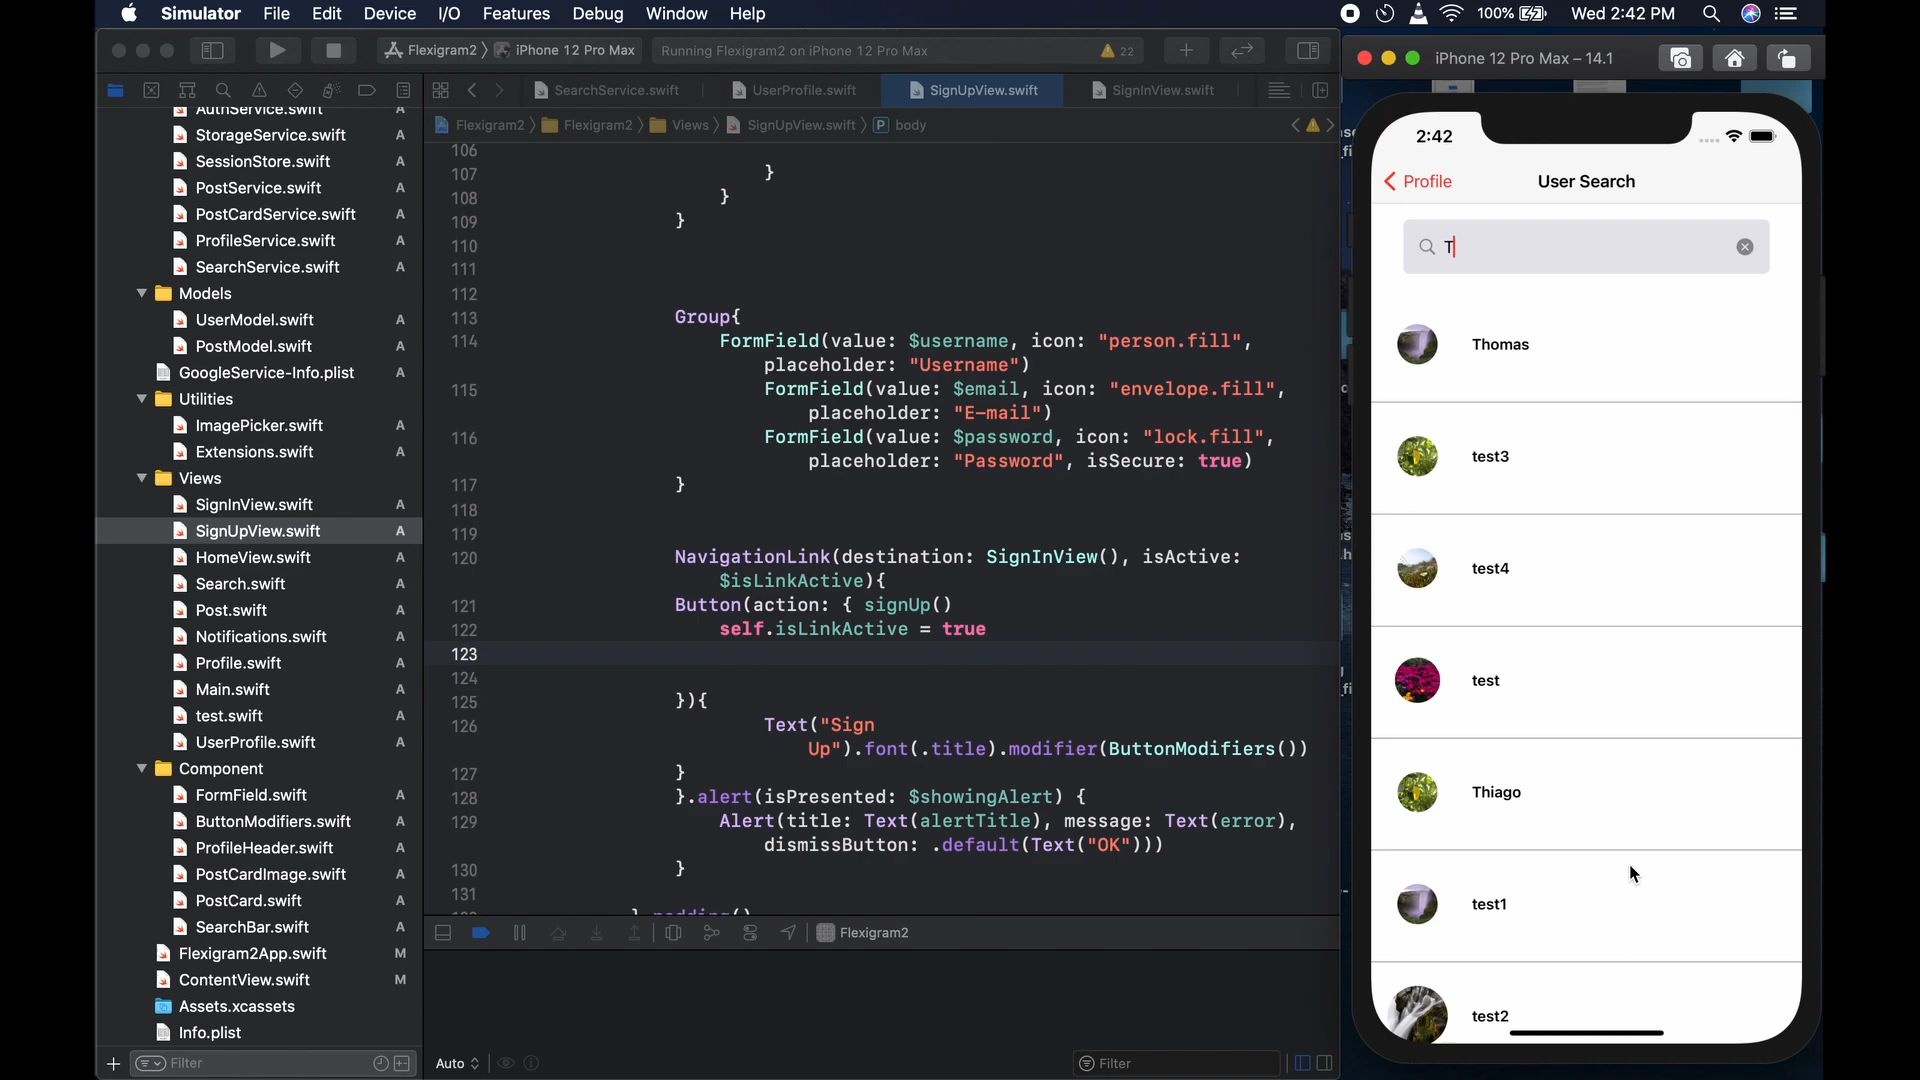 Simulator File Edit Device I/O Features Debug Window Help
100% Wed 2:42 PM
Flexigram2 iPhone 12 Pro Max
Running Flexigram2 on iPhone 12 Pro Max
22
SearchService.swift
UserProfile.swift
SignUpView.swift
SignInView.swift
Flexigram2 Flexigram2 Views SignUpView.swift P body
AuthService.swift A
StorageService.swift A
SessionStore.swift A
PostService.swift A
PostCardService.swift A
ProfileService.swift A
SearchService.swift A
Models
UserModel.swift A
PostModel.swift A
GoogleService-Info.plist A
Utilities
ImagePicker.swift A
Extensions.swift A
Views
SignInView.swift A
SignUpView.swift A
HomeView.swift A
Search.swift A
Post.swift A
Notifications.swift A
Profile.swift A
Main.swift A
test.swift A
UserProfile.swift A
Component
FormField.swift A
ButtonModifiers.swift A
ProfileHeader.swift A
PostCardImage.swift A
PostCard.swift A
SearchBar.swift A
Flexigram2App.swift M
ContentView.swift M
Assets.xcassets
Info.plist
Filter
106
107 }
108 }
109 }
110
111
112
113 Group{
114 FormField(value: $username, icon: "person.fill",
placeholder: "Username")
115 FormField(value: $email, icon: "envelope.fill",
placeholder: "E-mail")
116 FormField(value: $password, icon: "lock.fill",
placeholder: "Password", isSecure: true)
117 }
118
119
120 NavigationLink(destination: SignInView(), isActive:
$isLinkActive){
121 Button(action: { signUp()
122 self.isLinkActive = true
123
124
125 }){
126 Text("Sign
Up").font(.title).modifier(ButtonModifiers())
127 }
128 }.alert(isPresented: $showingAlert) {
129 Alert(title: Text(alertTitle), message: Text(error),
dismissButton: .default(Text("OK")))
130 }
131
}.padding()
Flexigram2
Auto
Filter
iPhone 12 Pro Max – 14.1
2:42
Profile
User Search
T
Thomas
test3
test4
test
Thiago
test1
test2